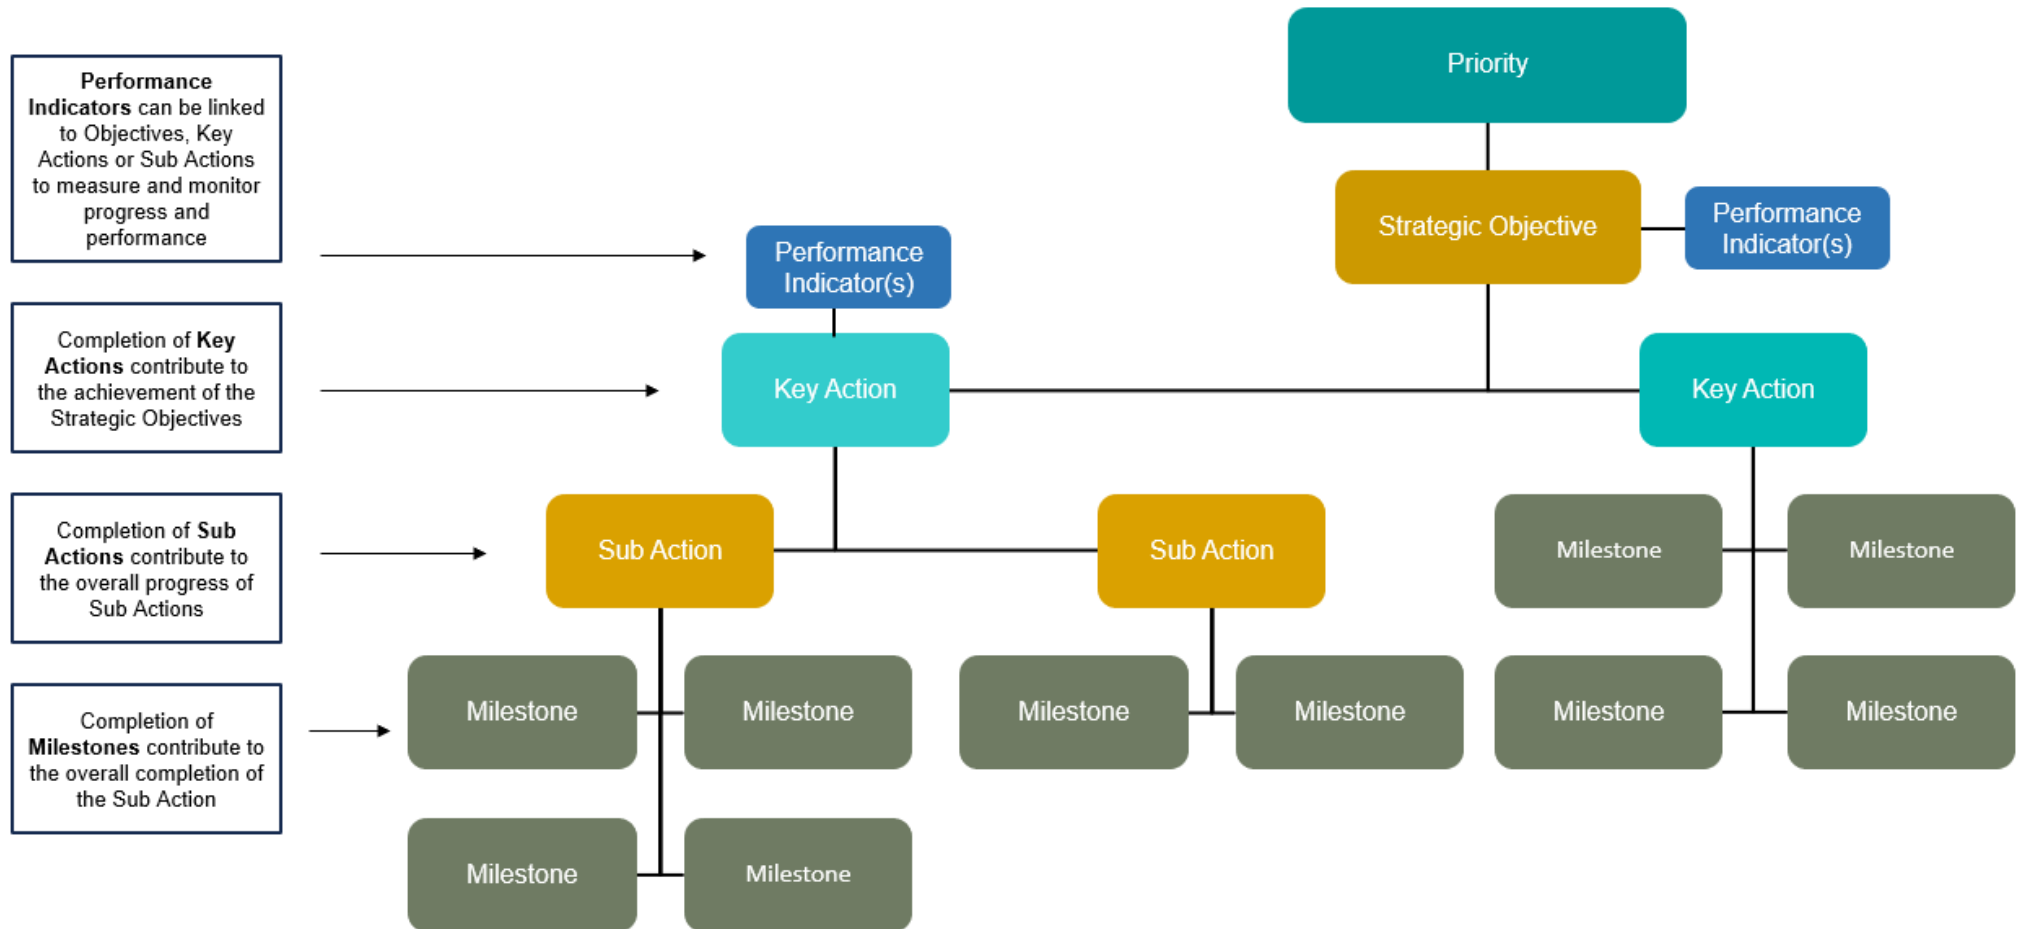 Performance
Indicators can be linked
to Objectives, Key
Actions or Sub Actions
to measure and monitor
progress and
performance
Completion of Key
Actions contribute to
the achievement of the
Strategic Objectives
Completion of Sub
Actions contribute to
the overall progress of
Sub Actions
Completion of
Milestones contribute to
the overall completion of
the Sub Action
Priority
Strategic Objective
Performance
Indicator(s)
Performance
Indicator(s)
Key Action
Key Action
Sub Action
Sub Action
Milestone
Milestone
Milestone
Milestone
Milestone
Milestone
Milestone
Milestone
Milestone
Milestone